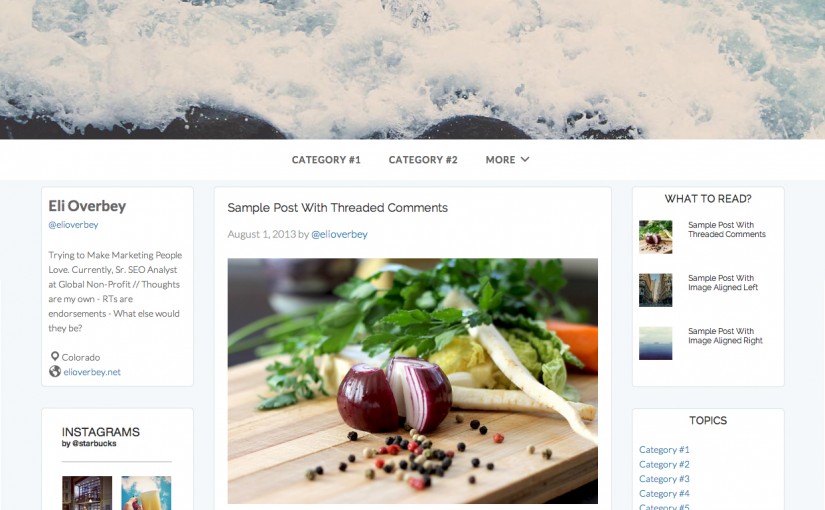 CATEGORY #1 CATEGORY #2 MORE
Eli Overbey
@elioverbey
Trying to Make Marketing People
Love. Currently, Sr. SEO Analyst
at Global Non-Profit // Thoughts
are my own - RTs are
endorsements - What else would
they be?
Colorado
elioverbey.net
INSTAGRAMS
by @starbucks
Sample Post With Threaded Comments
August 1, 2013 by @elioverbey
WHAT TO READ?
Sample Post With
Threaded Comments
Sample Post With
Image Aligned Left
Sample Post With
Image Aligned Right
TOPICS
Category #1
Category #2
Category #3
Category #4
Category #5